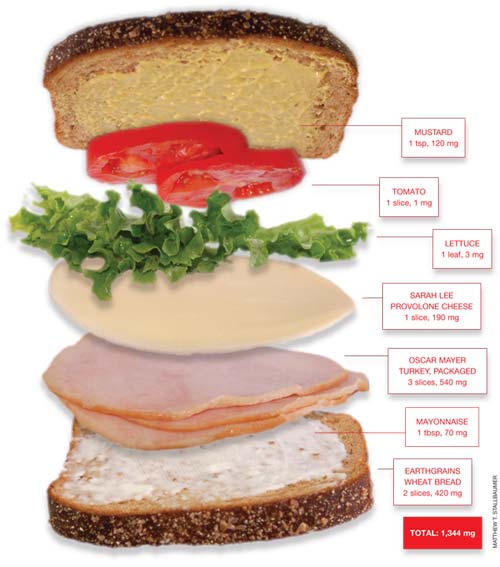 MUSTARD
1 tsp, 120 mg
TOMATO
1 slice, 1 mg
LETTUCE
1 leaf, 3 mg
SARAH LEE
PROVOLONE CHEESE
1 slice, 190 mg
OSCAR MAYER
TURKEY, PACKAGED
3 slices, 540 mg
MAYONNAISE
1 tbsp, 70 mg
EARTHGRAINS
WHEAT BREAD
2 slices, 420 mg
TOTAL: 1,344 mg
MATTHEW T. STALLBAUMER